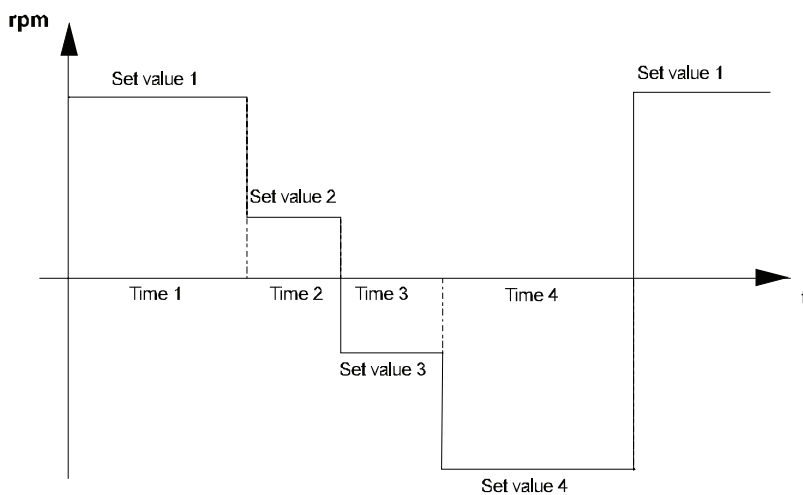 rpm
Set value 1
Set value 1
Set value 2
Time 1
Time 2
Time 3
Time 4
t
Set value 3
Set value 4